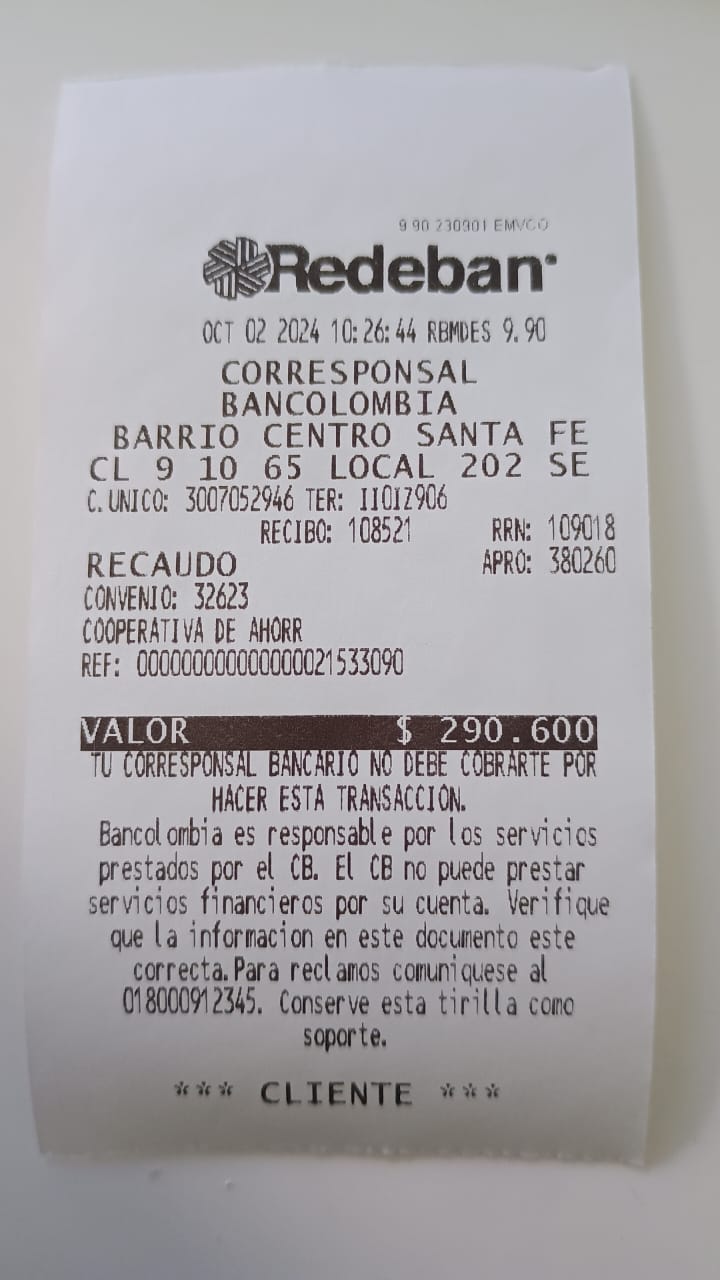 9 90 230901 EMVCO
Redeban
OCT 02 2024 10:26:44 RBMDES 9.90
CORRESPONSAL
BANCOLOMBIA
BARRIO CENTRO SANTA FE
CL 9 10 65 LOCAL 202 SE
C. UNICO: 3007052946 TER: IIOIZ906
RECIBO: 108521 RRN: 109018
RECAUDO APRO: 380260
CONVENIO: 32623
COOPERATIVA DE AHORR
REF: 000000000000000021533090
VALOR $ 290.600
TU CORRESPONSAL BANCARIO NO DEBE COBRARTE POR
HACER ESTA TRANSACCION.
Bancolombia es responsable por los servicios
prestados por el CB. El CB no puede prestar
servicios financieros por su cuenta. Verifique
que la informacion en este documento este
correcta.Para reclamos comuniquese al
018000912345. Conserve esta tirilla como
soporte.
*** CLIENTE ***